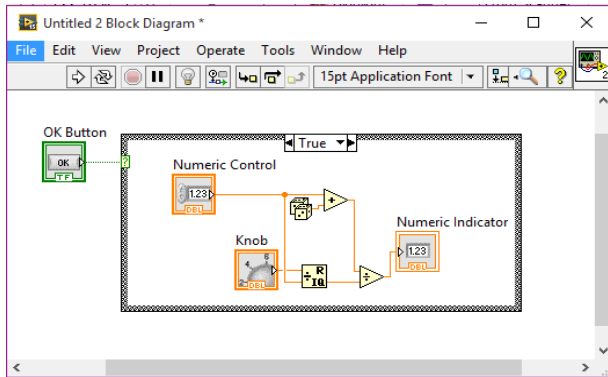 Untitled 2 Block Diagram *
File Edit View Project Operate Tools Window Help
15pt Application Font
2
OK Button
OK
TF
?
True
Numeric Control
1.23
DBL
Numeric Indicator
1.23
DBL
Knob
DBL
R
IQ